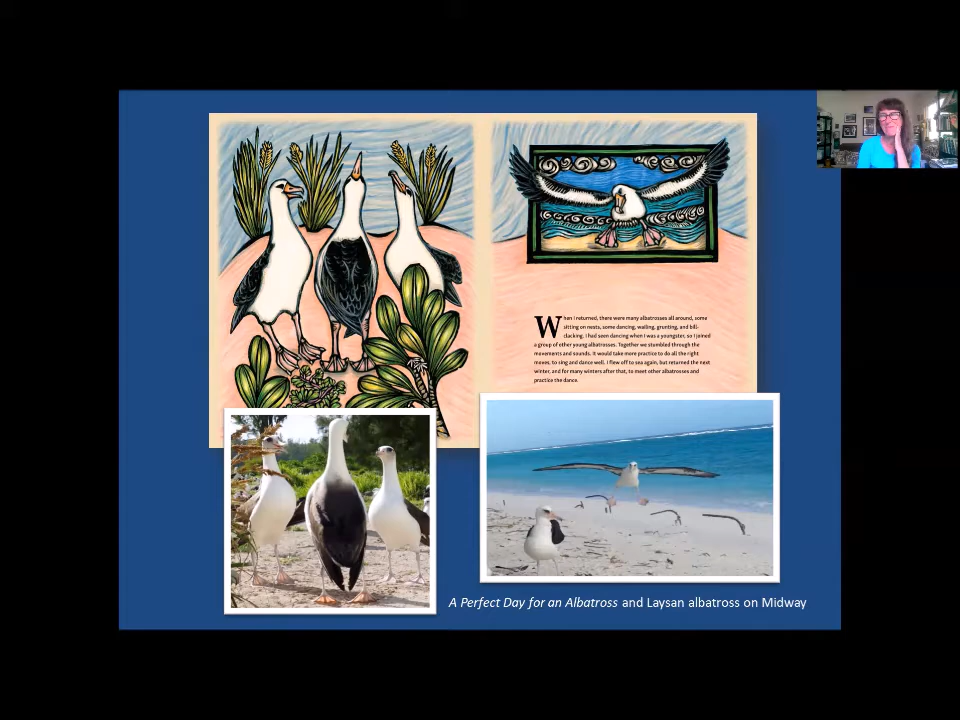 When I returned, there were many albatrosses all around, some
sitting on nests, some dancing, wailing, grunting, and bill-
clacking. I had seen dancing when I was a youngster, so I joined
a group of other young albatrosses. Together we stumbled through the
movements and sounds. It would take more practice to do all the right
moves, to sing and dance well. I flew off to sea again, but returned the next
winter, and for many winters after that, to meet other albatrosses and
practice the dance.
A Perfect Day for an Albatross and Laysan albatross on Midway